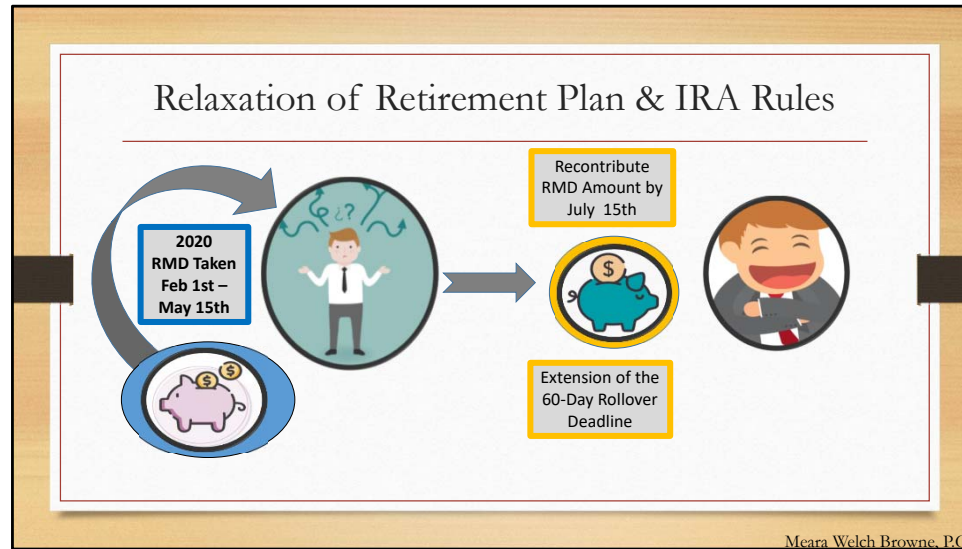 Relaxation of Retirement Plan & IRA Rules
2020
RMD Taken
Feb 1st –
May 15th
¿?
$
$
Recontribute
RMD Amount by
July 15th
$
Extension of the
60-Day Rollover
Deadline
Meara Welch Browne, P.C